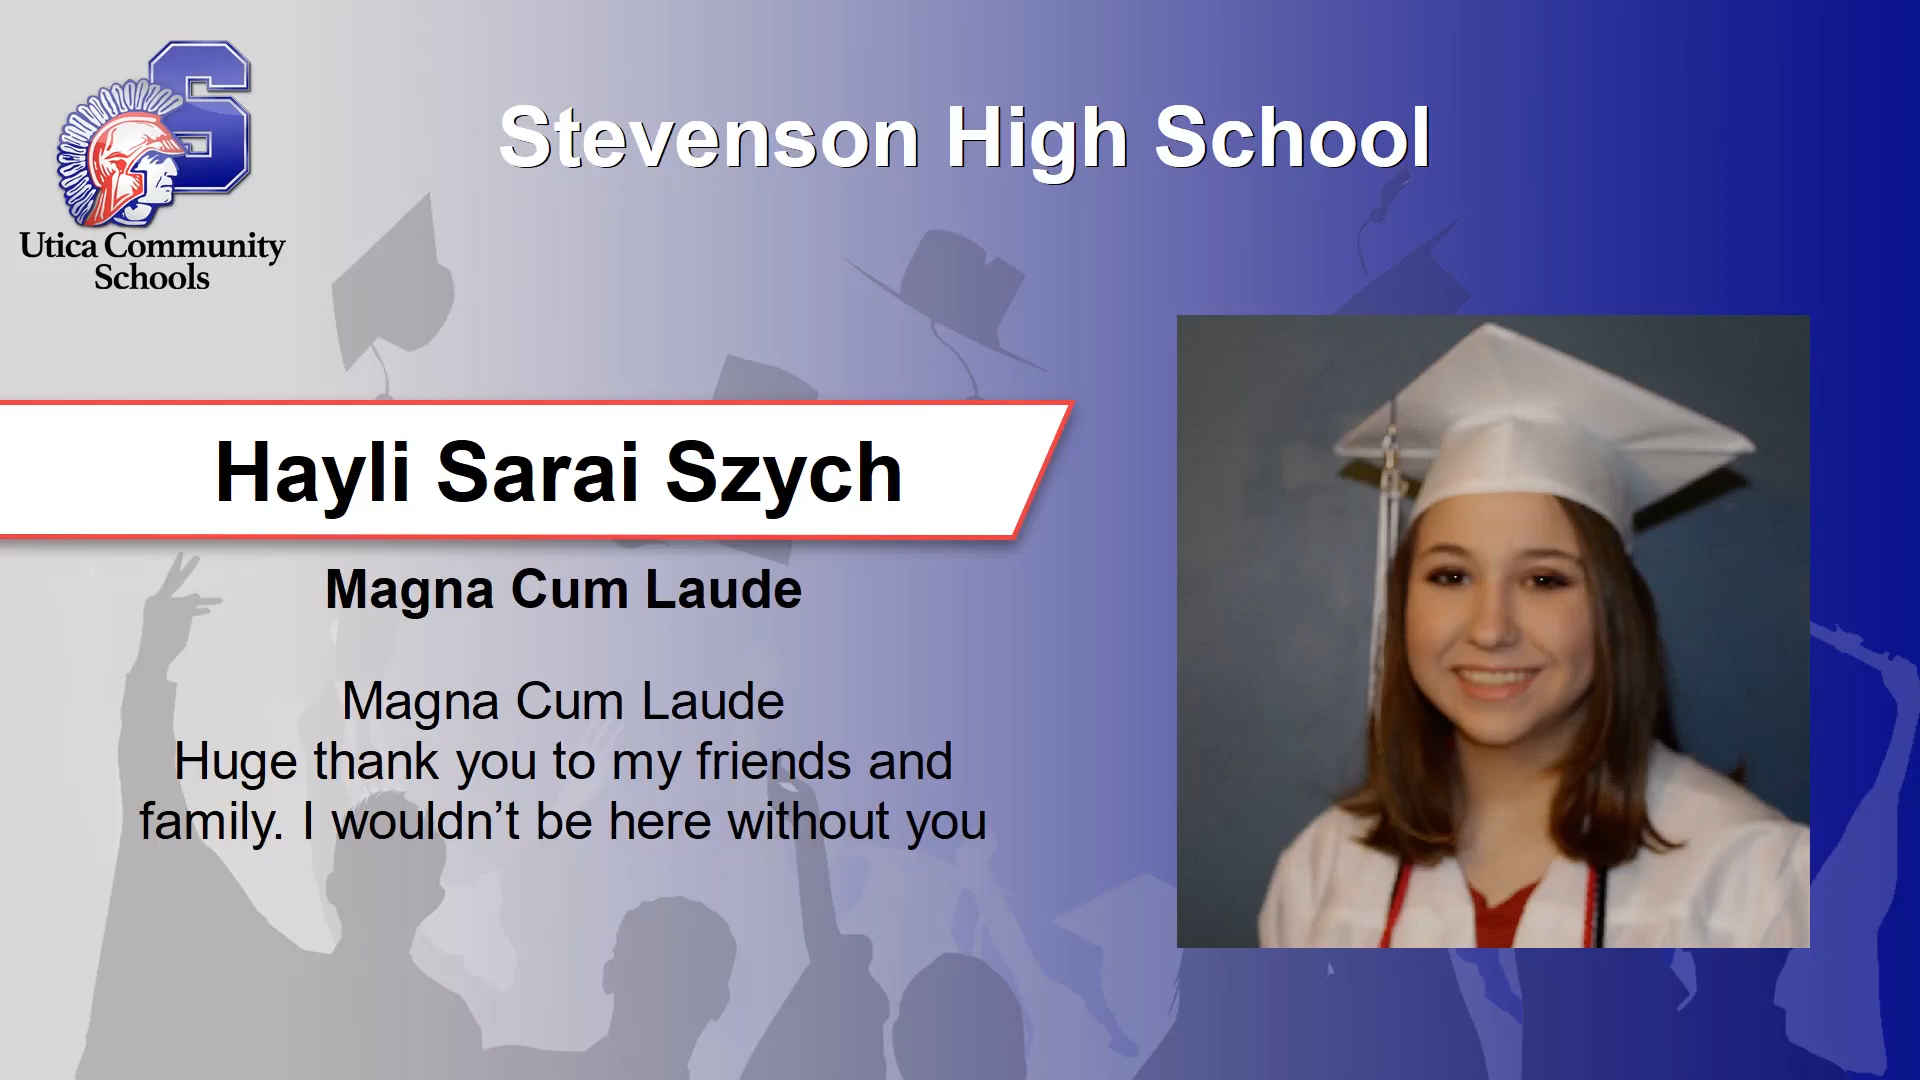 S
Utica Community
Schools
Stevenson High School
Hayli Sarai Szych
Magna Cum Laude
Magna Cum Laude
Huge thank you to my friends and
family. I wouldn’t be here without you